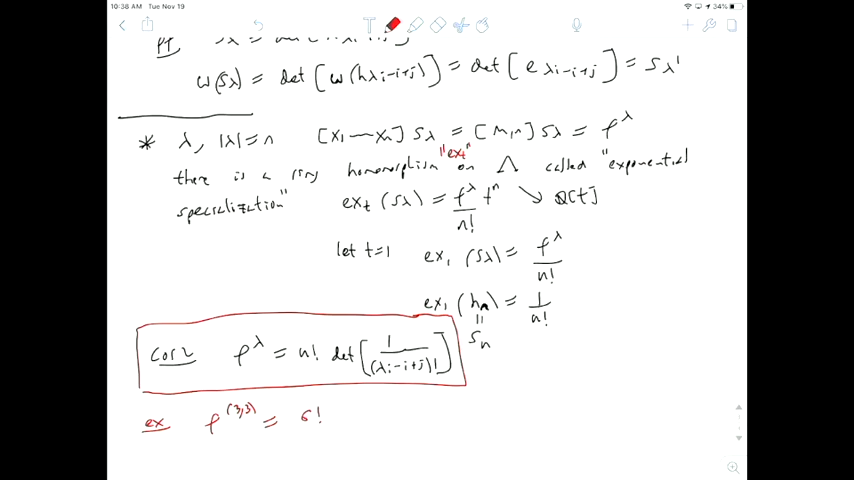 10:38 AM Tue Nov 19
34%
pf
w(sλ) = det [w(hλi-i+j)] = det [eλi-i+j] = sλ'
* λ, |λ|=n [x1 — xn] sλ = [m1n] sλ = f^λ
"ext"
there is a ring homomorphism on Λ called "exponential
specialization" ext (sλ) = f^λ/n! t^n ↘ Q[t]
let t=1 ex1 (sλ) = f^λ/n!
ex1 (hn) = 1/n!
=
sn
Cor2 f^λ = n! det [1/(λi-i+j)!]
ex f^(3,3) = 6!